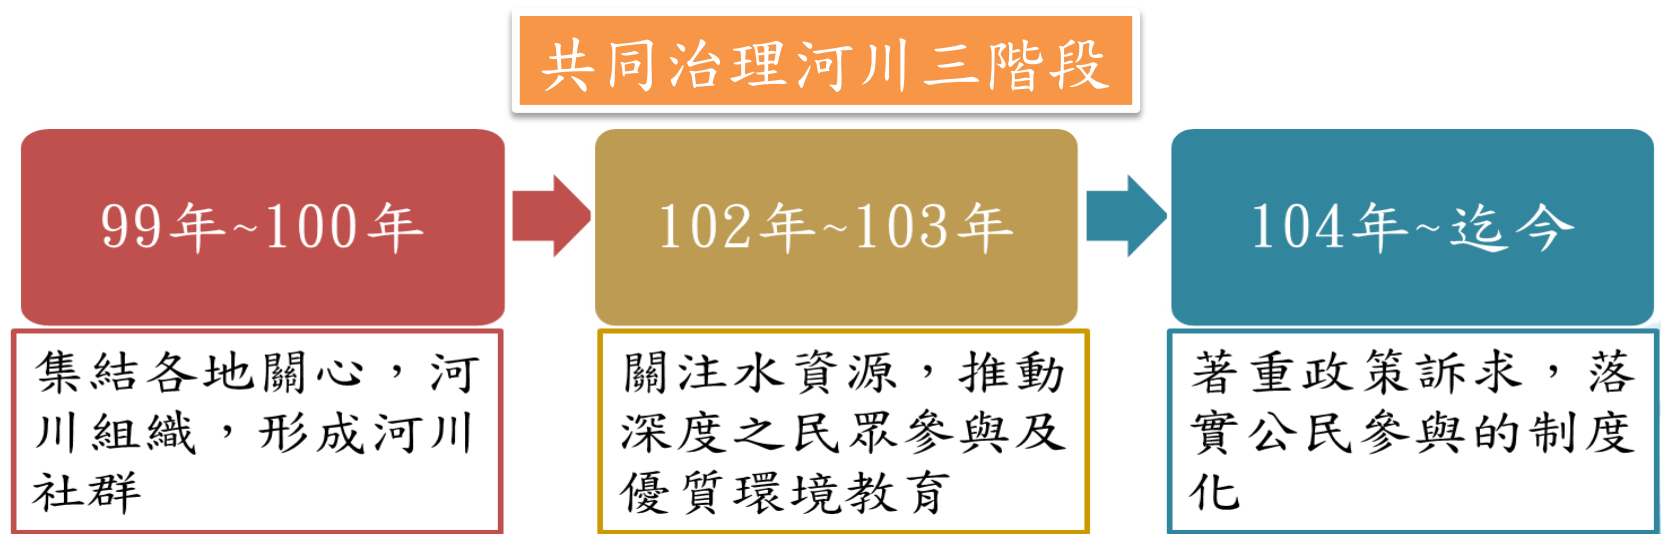 共同治理河川三階段
99年~100年
集結各地關心，河
川組織，形成河川
社群
102年~103年
關注水資源，推動
深度之民眾參與及
優質環境教育
104年~迄今
著重政策訴求，落
實公民參與的制度
化